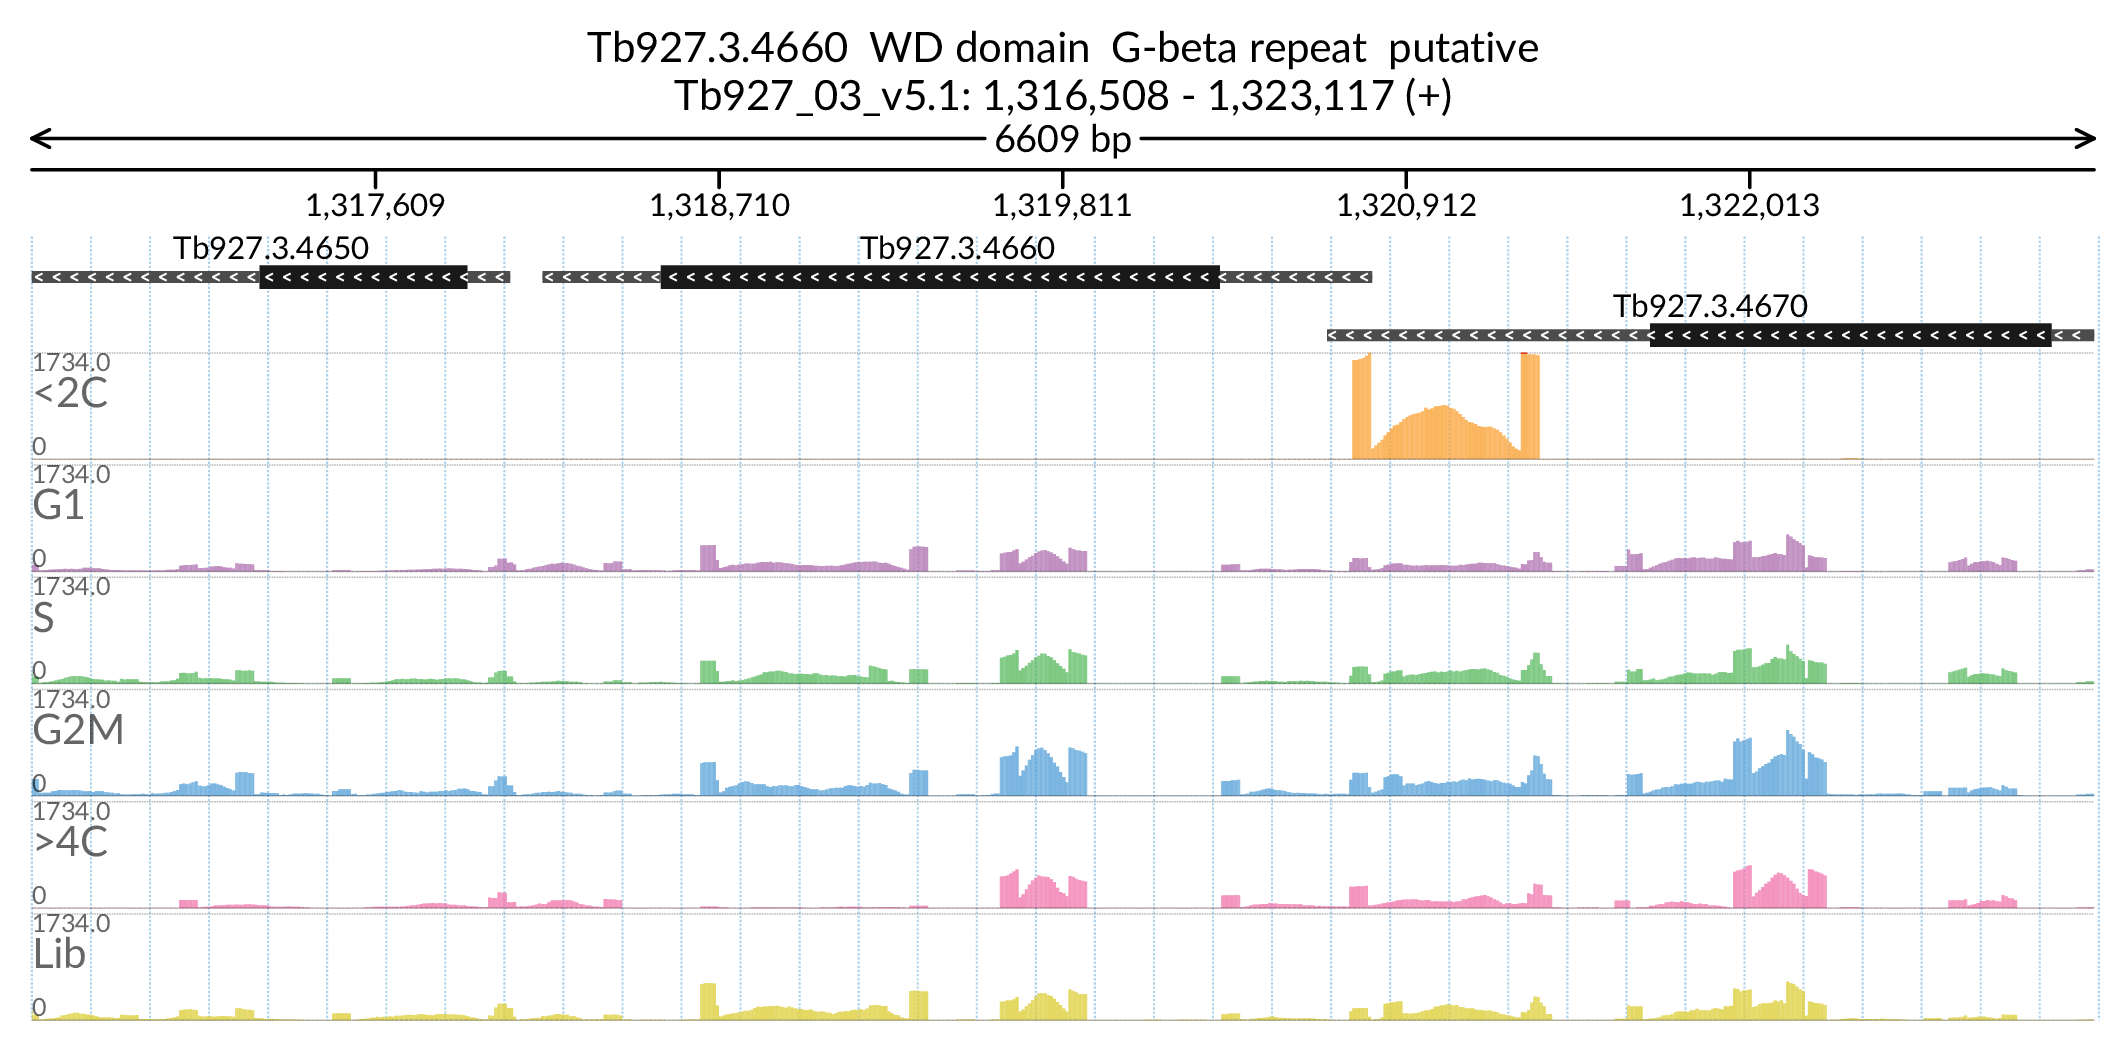 Tb927.3.4660  WD domain  G-beta repeat  putative
Tb927_03_v5.1: 1,316,508 - 1,323,117 (+)
6609 bp
1,317,609 1,318,710 1,319,811 1,320,912 1,322,013
Tb927.3.4650 Tb927.3.4660
Tb927.3.4670
1734.0
<2C
0
1734.0
G1
0
1734.0
S
0
1734.0
G2M
0
1734.0
>4C
0
1734.0
Lib
0